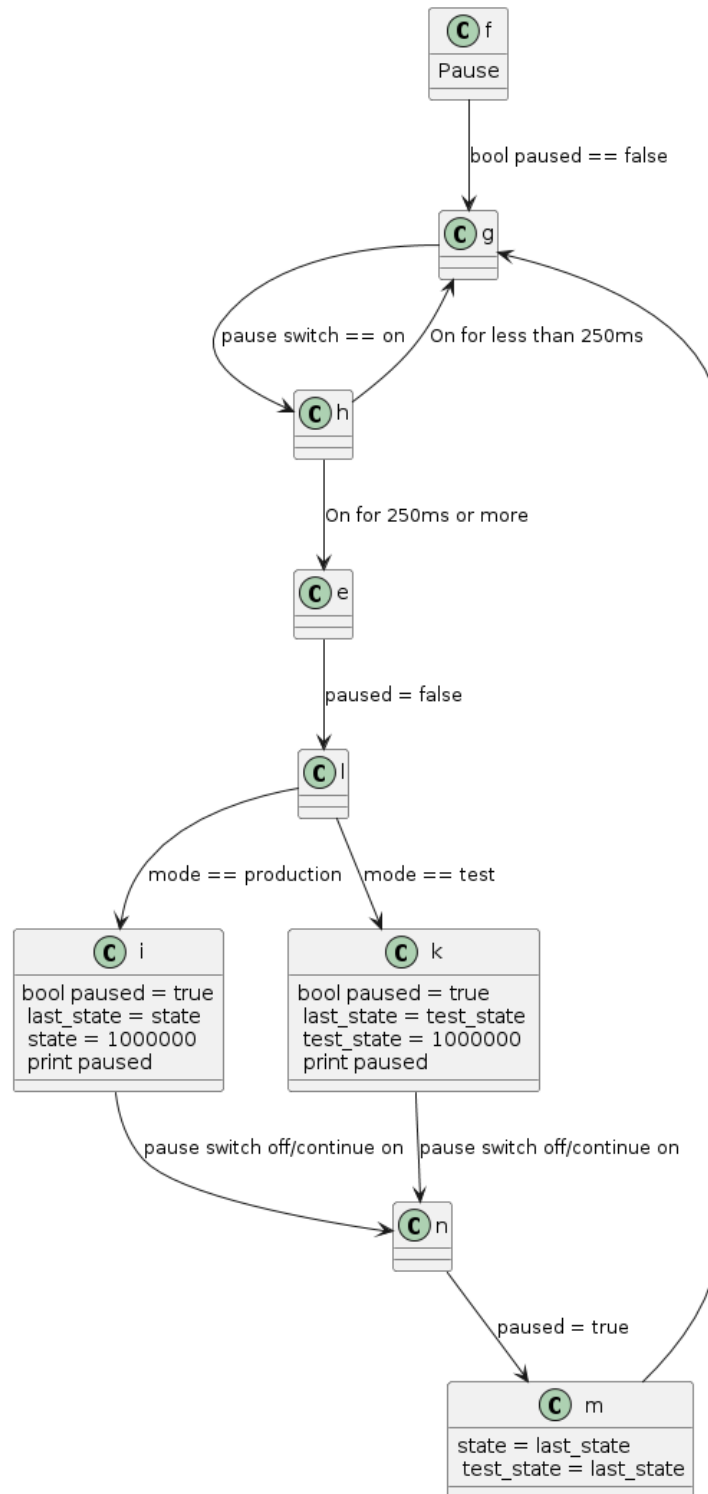 C f
Pause
bool paused == false
C g
pause switch == on
On for less than 250ms
C h
On for 250ms or more
C e
paused = false
C l
mode == production
mode == test
C i
bool paused = true
last_state = state
state = 1000000
print paused
C k
bool paused = true
last_state = test_state
test_state = 1000000
print paused
pause switch off/continue on
pause switch off/continue on
C n
paused = true
C m
state = last_state
test_state = last_state